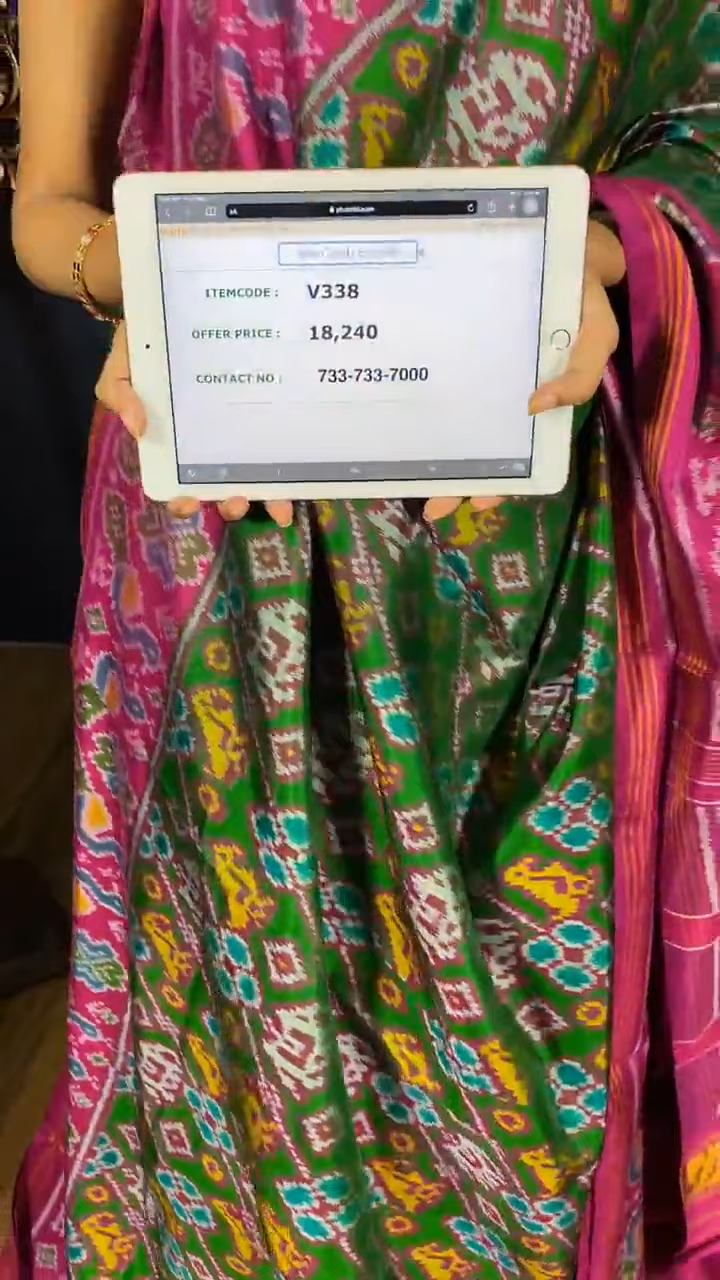 ITEMCODE : V338
OFFER PRICE : 18,240
CONTACT NO : 733-733-7000